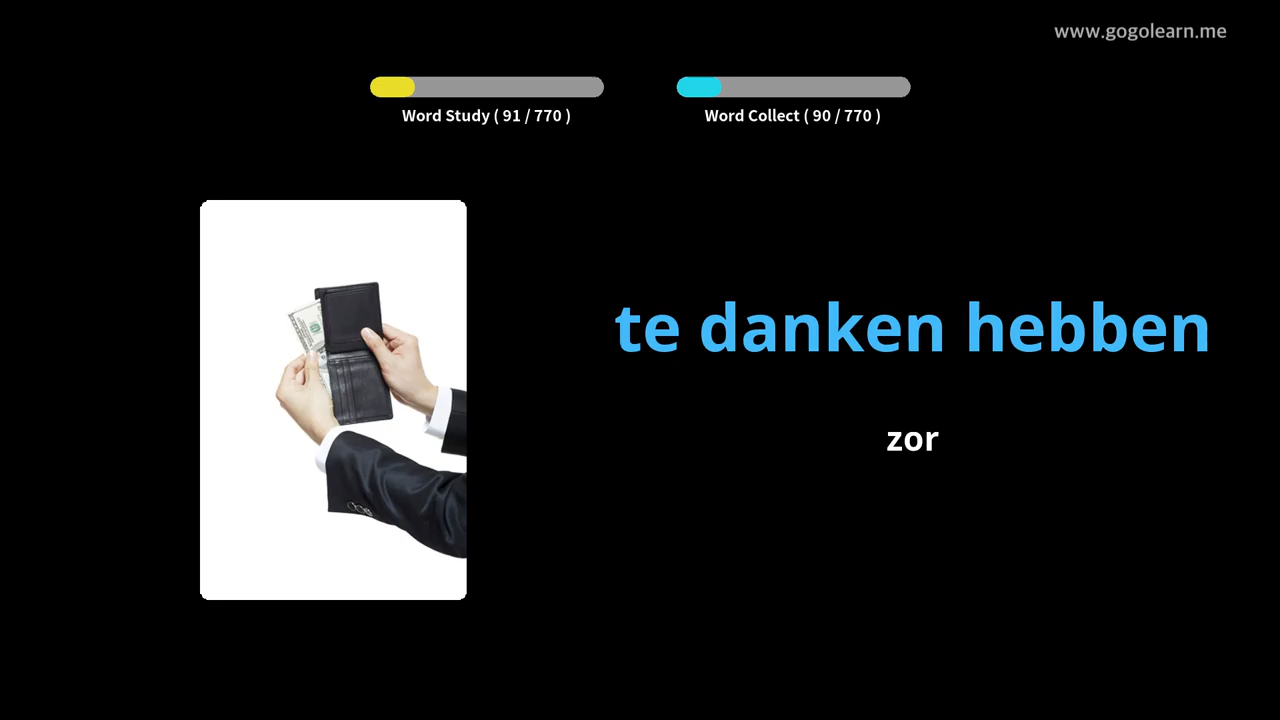 www.gogolearn.me
Word Study ( 91 / 770 )
Word Collect ( 90 / 770 )
te danken hebben
zor